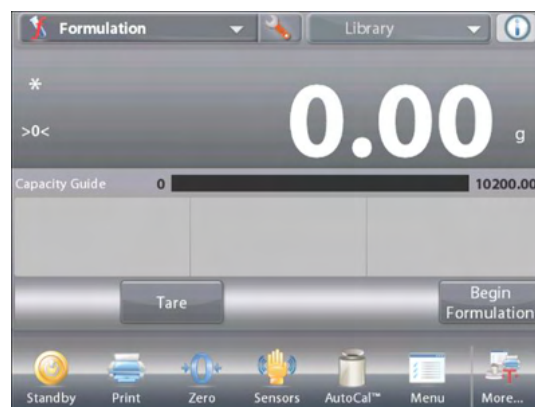 Formulation
Library
*
>0<
0.00 g
Capacity Guide 0 10200.00
Tare
Begin
Formulation
Standby Print Zero Sensors AutoCal™ Menu More...